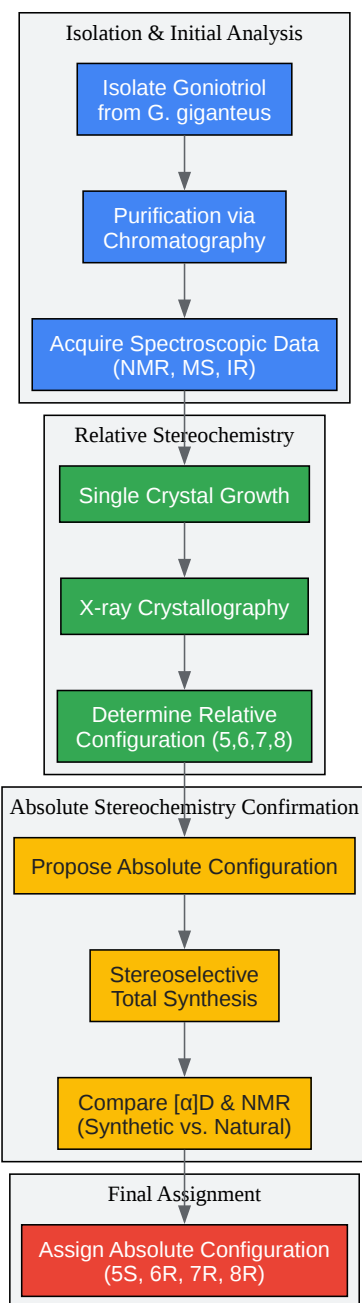 Isolation & Initial Analysis
Isolate Goniotriol
from G. giganteus
Purification via
Chromatography
Acquire Spectroscopic Data
(NMR, MS, IR)
Relative Stereochemistry
Single Crystal Growth
X-ray Crystallography
Determine Relative
Configuration (5,6,7,8)
Absolute Stereochemistry Confirmation
Propose Absolute Configuration
Stereoselective
Total Synthesis
Compare [α]D & NMR
(Synthetic vs. Natural)
Final Assignment
Assign Absolute Configuration
(5S, 6R, 7R, 8R)